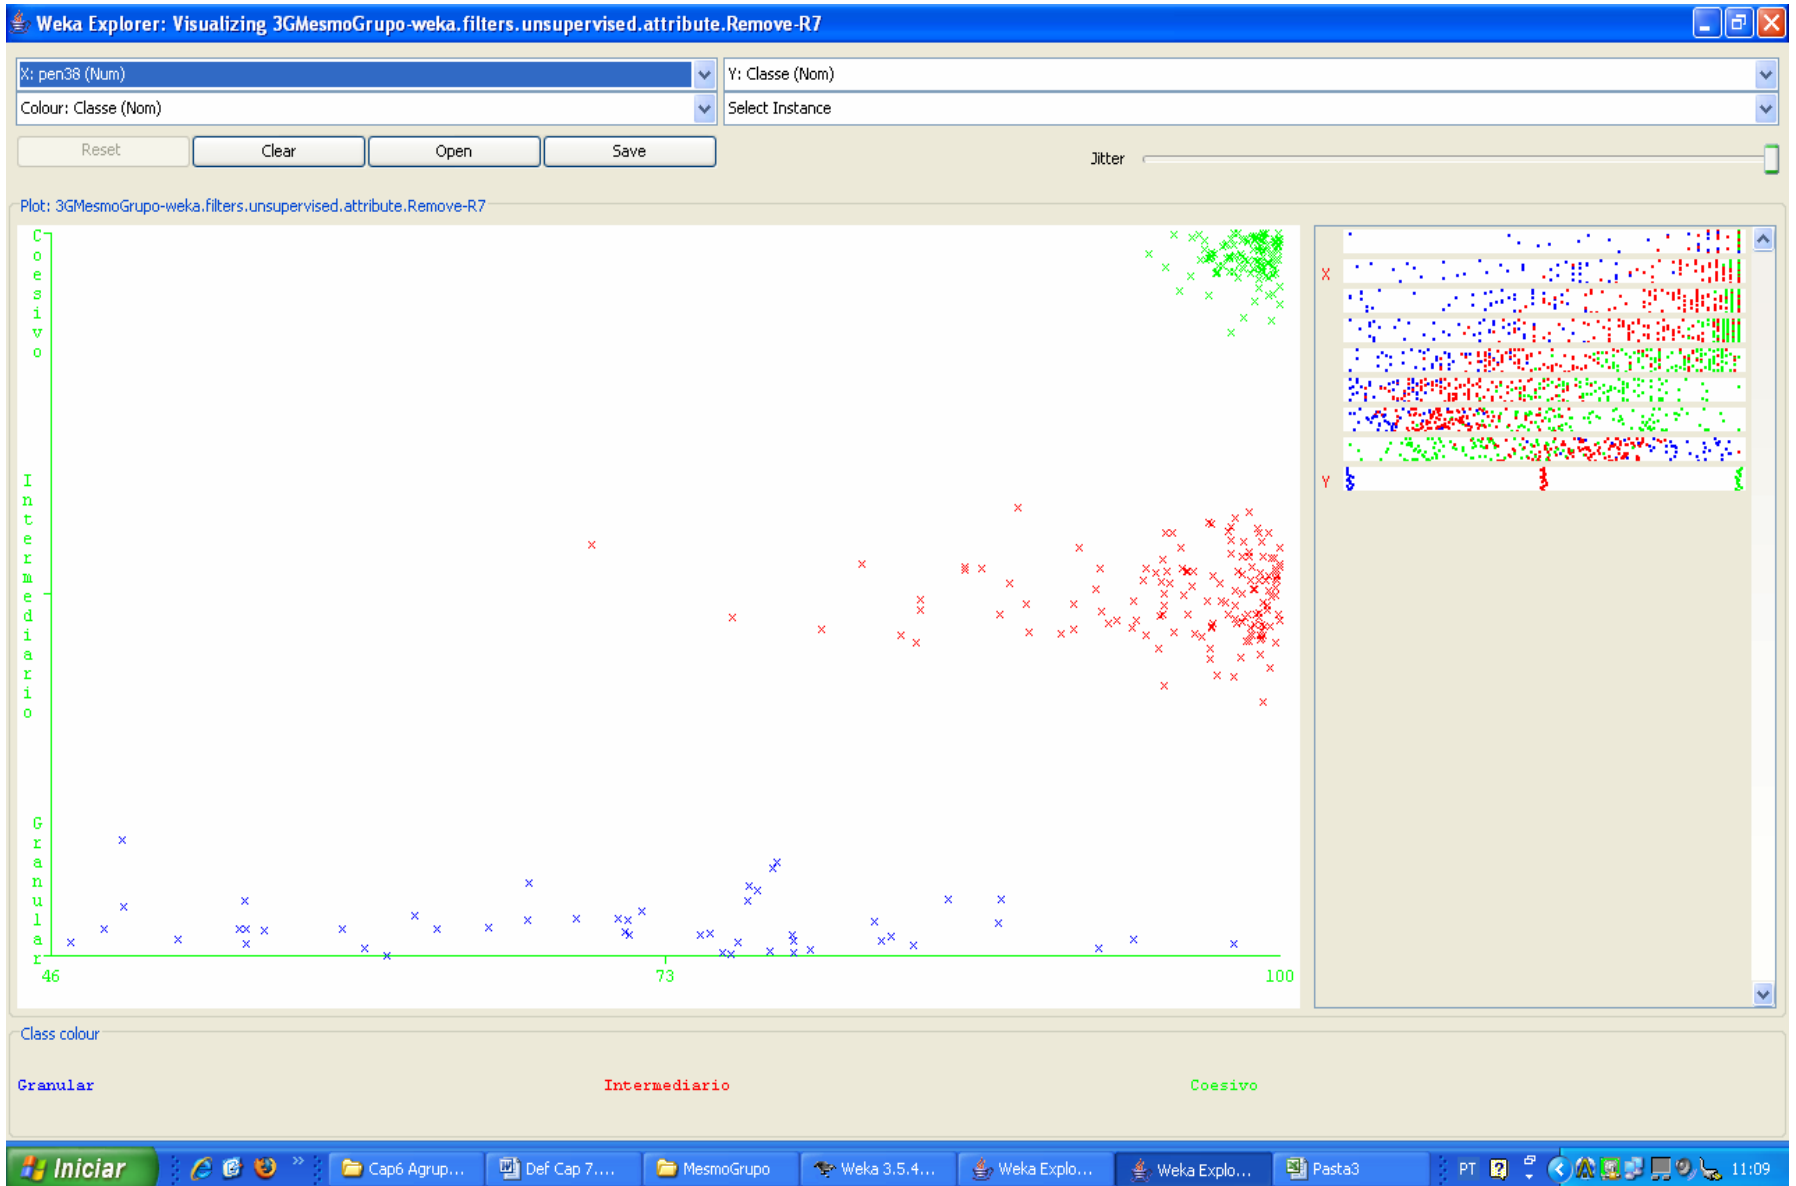 Weka Explorer: Visualizing 3GMesmoGrupo-weka.filters.unsupervised.attribute.Remove-R7
X: pen38 (Num)
Y: Classe (Nom)
Colour: Classe (Nom)
Select Instance
Reset
Clear
Open
Save
Jitter
Plot: 3GMesmoGrupo-weka.filters.unsupervised.attribute.Remove-R7
Coesivo
Intermediario
Granular
46
73
100
X
Y
Class colour
Granular
Intermediario
Coesivo
Iniciar
»
Cap6 Agrup...
Def Cap 7....
MesmoGrupo
Weka 3.5.4...
Weka Explo...
Weka Explo...
Pasta3
PT
11:09